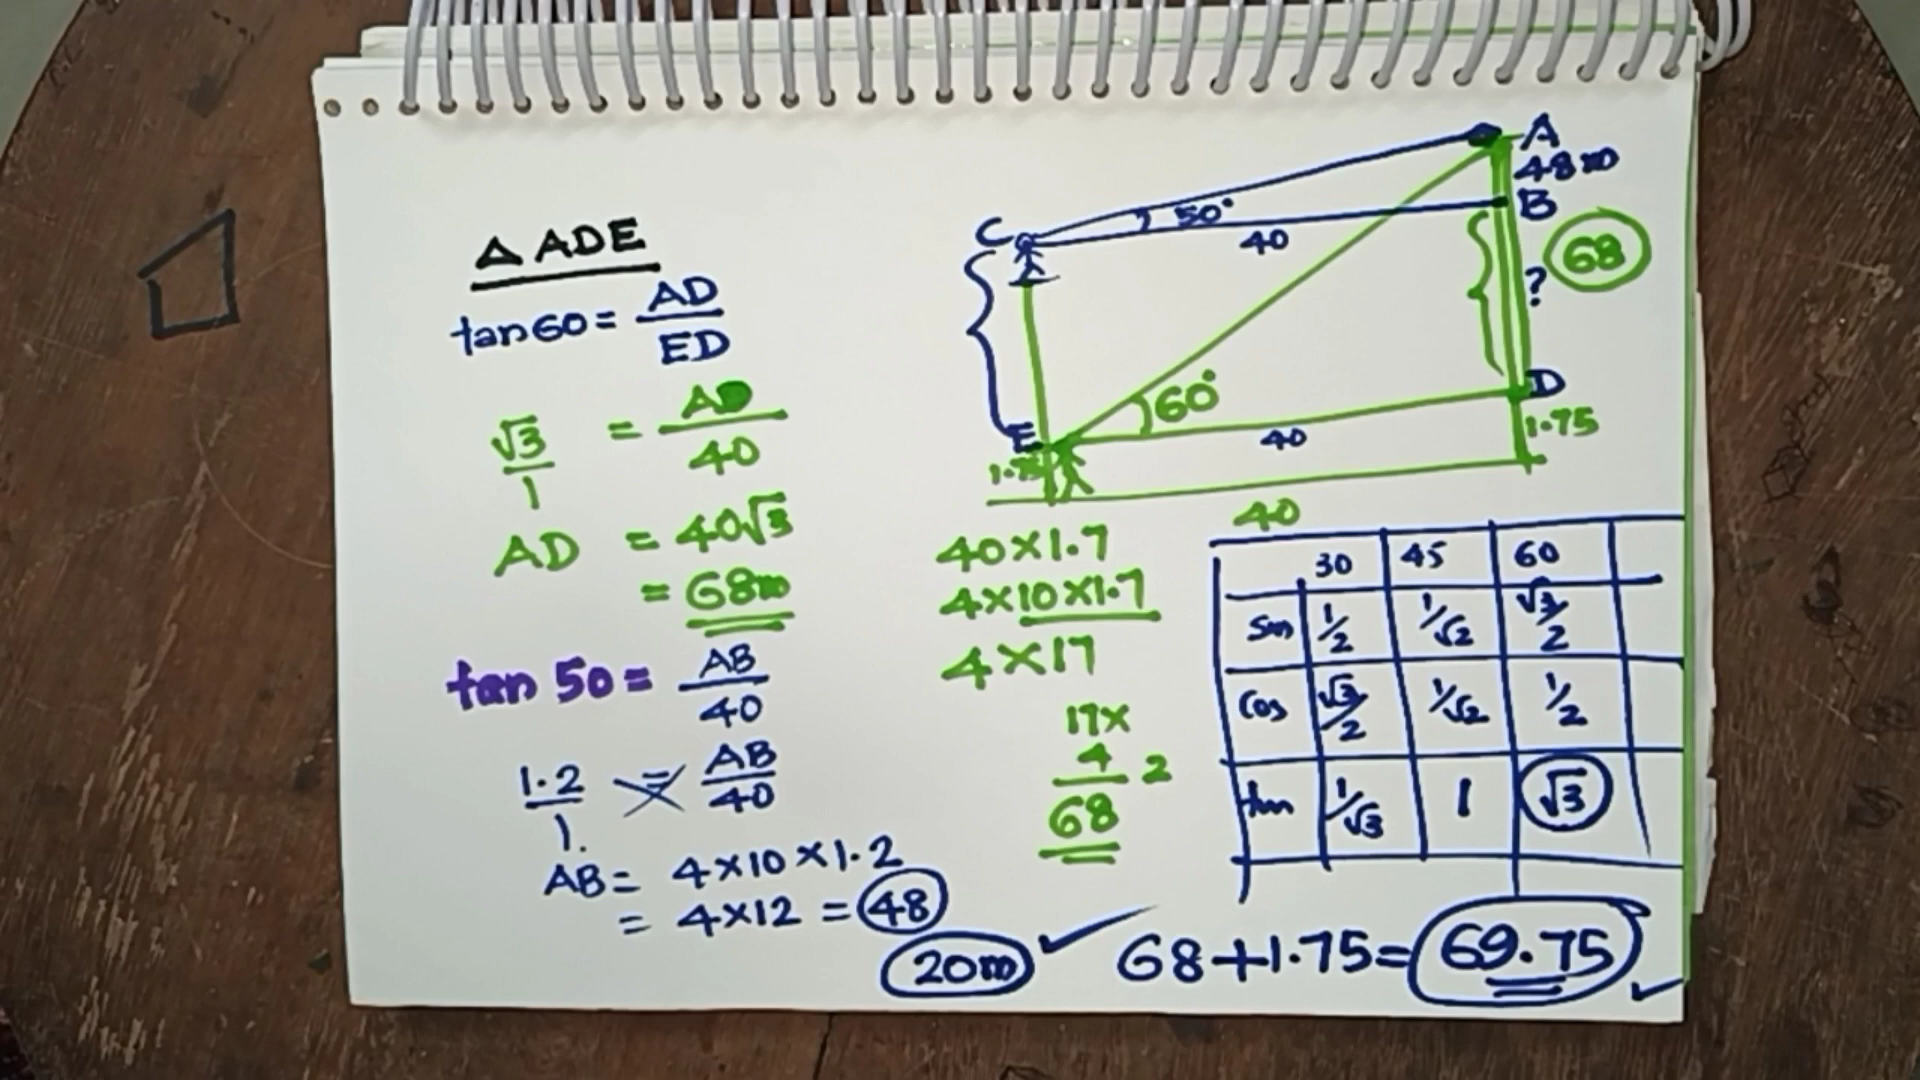 △ ADE
tan60 = AD/ED
√3/1 = AD/40
AD = 40√3
= 68m
tan 50 = AB/40
1.2/1. = AB/40
AB = 4×10×1.2
= 4×12 = 48
20m ✓
A
48m
B
C
50°
40
68
?
D
1.75
60°
E
40
40
40×1.7
4×10×1.7
4×17
17×
4 2
68
30 45 60
Sin 1/2 1/√2 √3/2
Cos √3/2 1/√2 1/2
tan 1/√3 1 √3
68+1.75=69.75 ✓